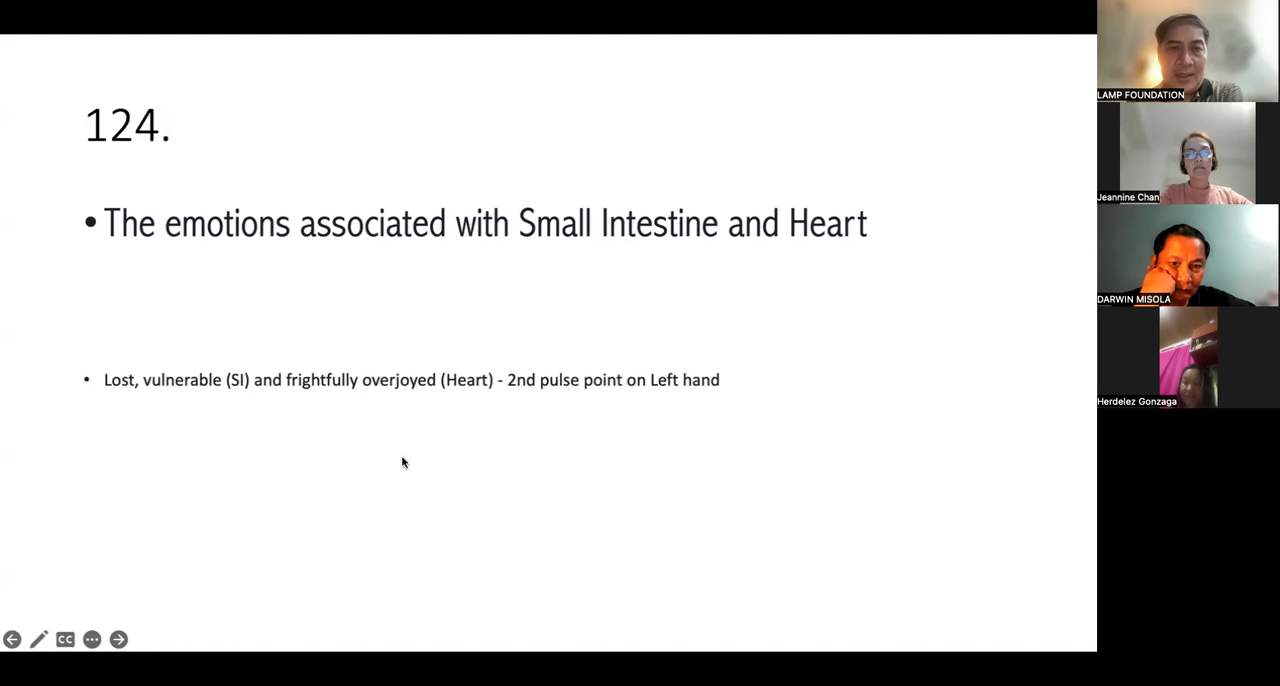 124.
• The emotions associated with Small Intestine and Heart
• Lost, vulnerable (SI) and frightfully overjoyed (Heart) - 2nd pulse point on Left hand
CC
LAMP FOUNDATION
Jeannine Chan
DARWIN MISOLA
Herdelez Gonzaga